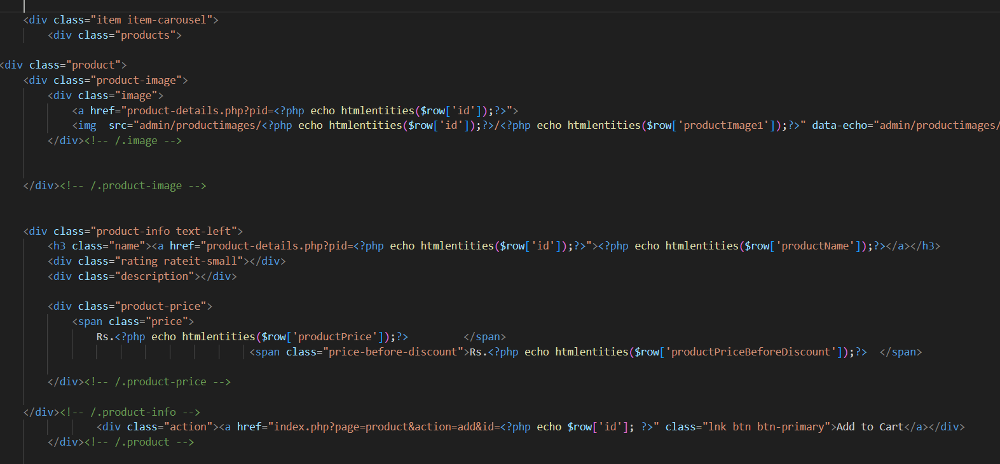 <div class="item item-carousel">
<div class="products">
<div class="product">
<div class="product-image">
<div class="image">
<a href="product-details.php?pid=<?php echo htmlentities($row['id']);?>">
<img  src="admin/productimages/<?php echo htmlentities($row['id']);?>/<?php echo htmlentities($row['productImage1']);?>" data-echo="admin/productimages/
</div><!-- /.image -->
</div><!-- /.product-image -->
<div class="product-info text-left">
<h3 class="name"><a href="product-details.php?pid=<?php echo htmlentities($row['id']);?>"><?php echo htmlentities($row['productName']);?></a></h3>
<div class="rating rateit-small"></div>
<div class="description"></div>
<div class="product-price">
<span class="price">
Rs.<?php echo htmlentities($row['productPrice']);?>         </span>
<span class="price-before-discount">Rs.<?php echo htmlentities($row['productPriceBeforeDiscount']);?>  </span>
</div><!-- /.product-price -->
</div><!-- /.product-info -->
<div class="action"><a href="index.php?page=product&action=add&id=<?php echo $row['id']; ?>" class="lnk btn btn-primary">Add to Cart</a></div>
</div><!-- /.product -->